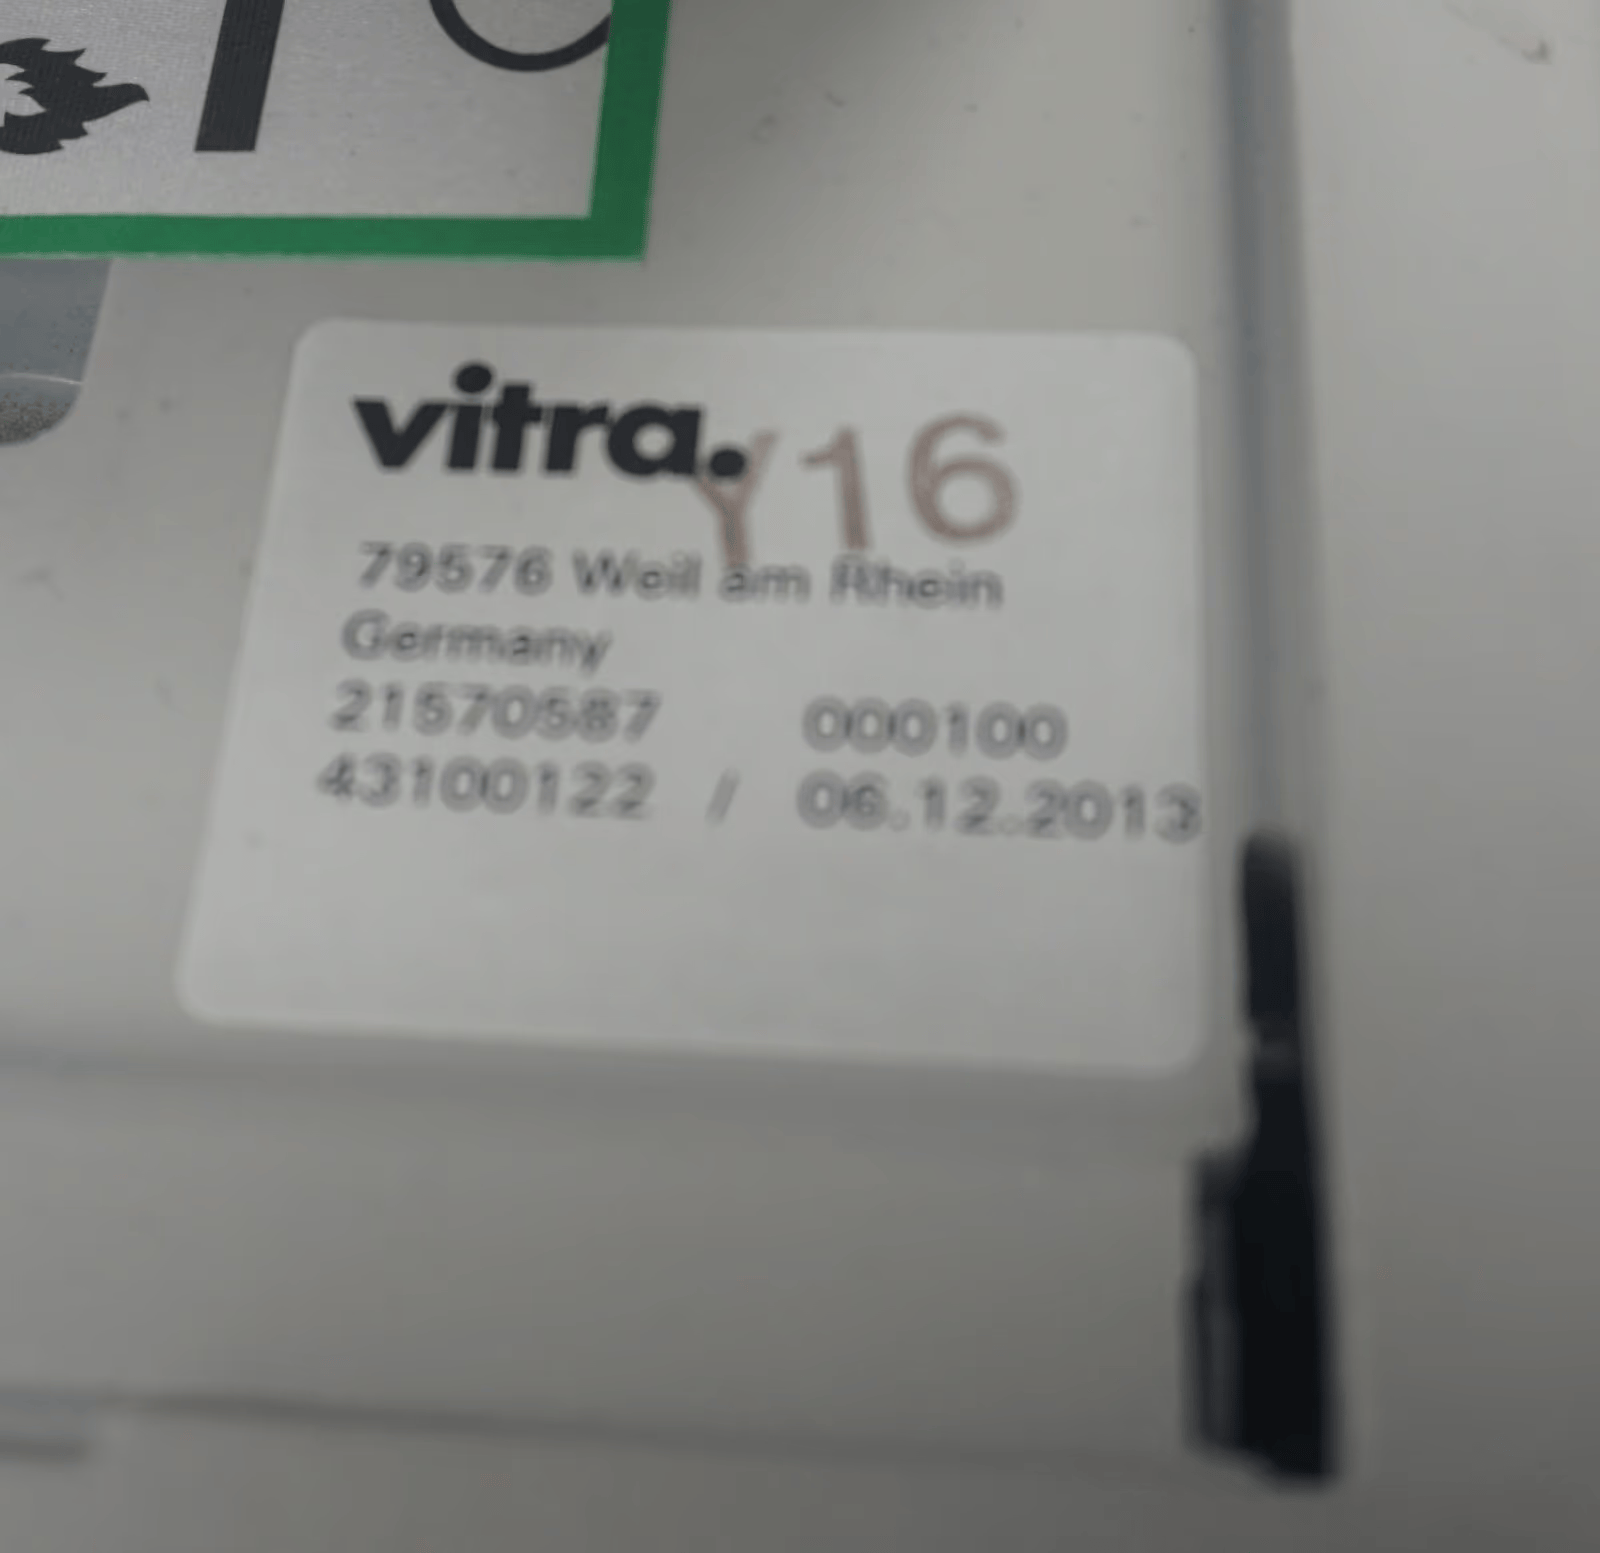 vitra.
Y16
79576 Weil am Rhein
Germany
21570587 000100
43100122 / 06.12.2013